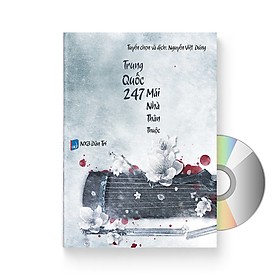 Tuyển chọn và dịch: Nguyễn Việt Dũng
Trung
Quốc
247 Mái
Nhà
Thân
Thuộc
NXB Dân Trí